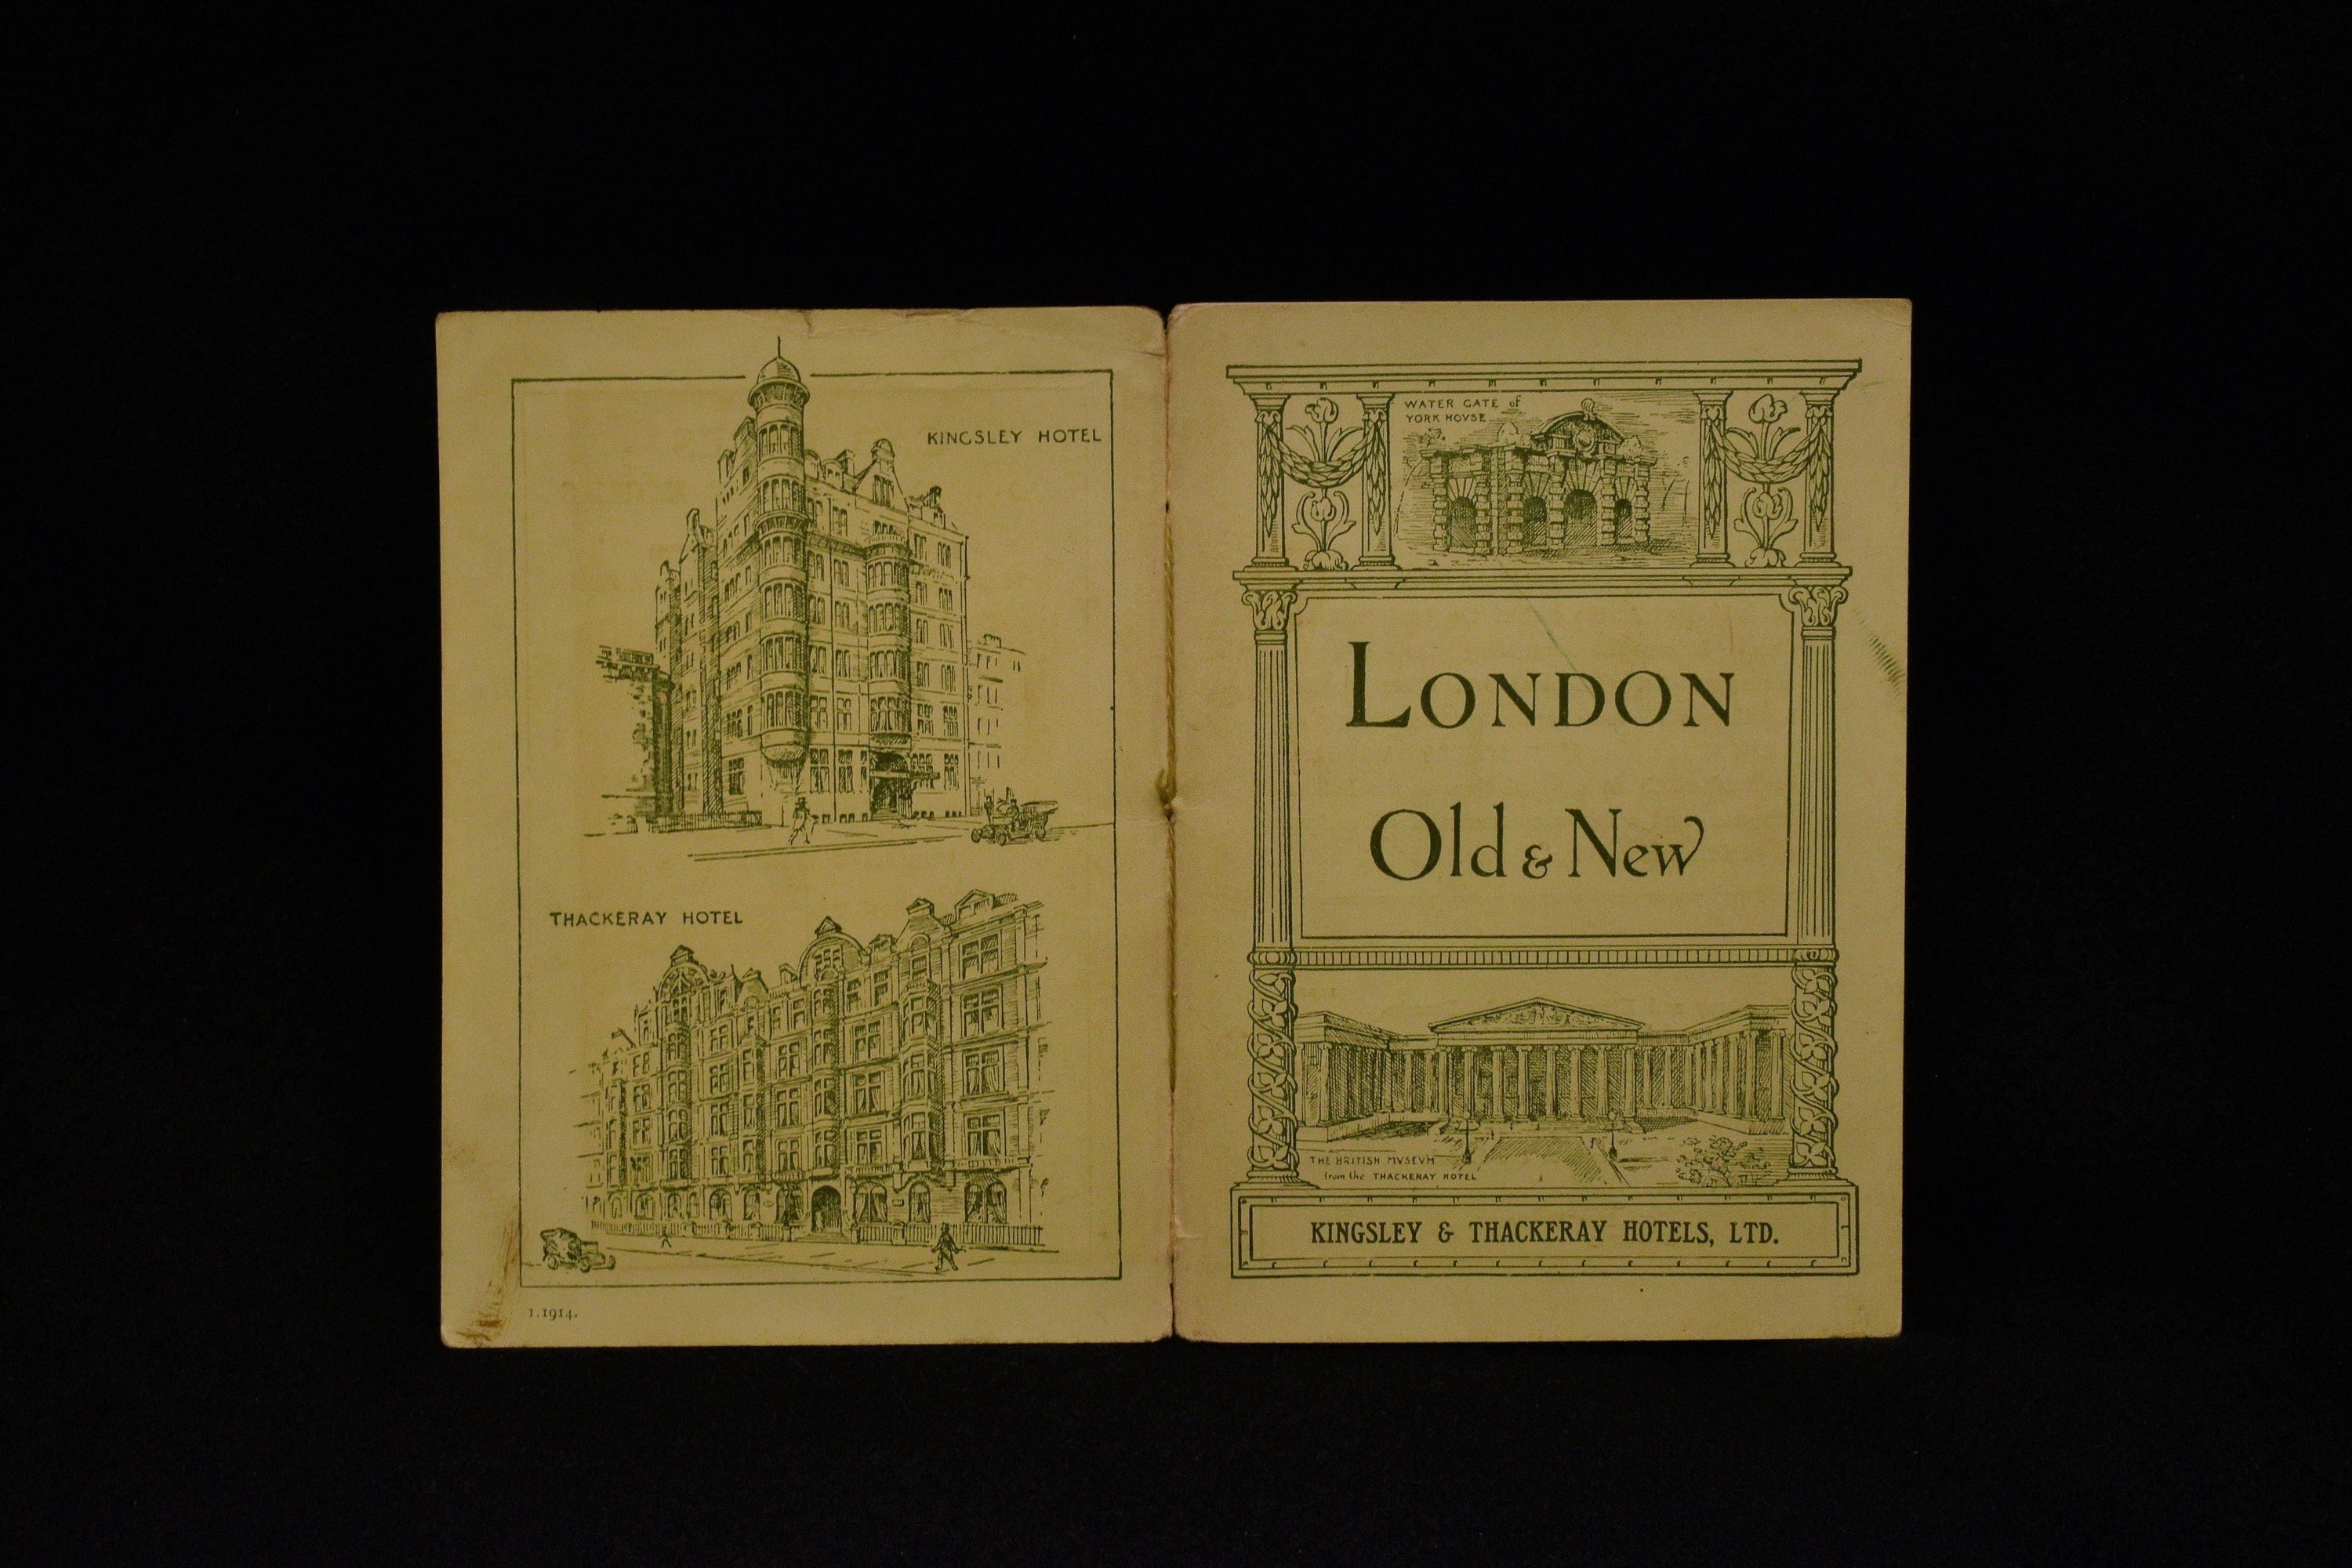 KINGSLEY HOTEL
THACKERAY HOTEL
1.1914.
WATER GATE of
YORK HOVSE
LONDON
Old & New
THE BRITISH MVSEVM
from the THACKERAY HOTEL
KINGSLEY & THACKERAY HOTELS, LTD.